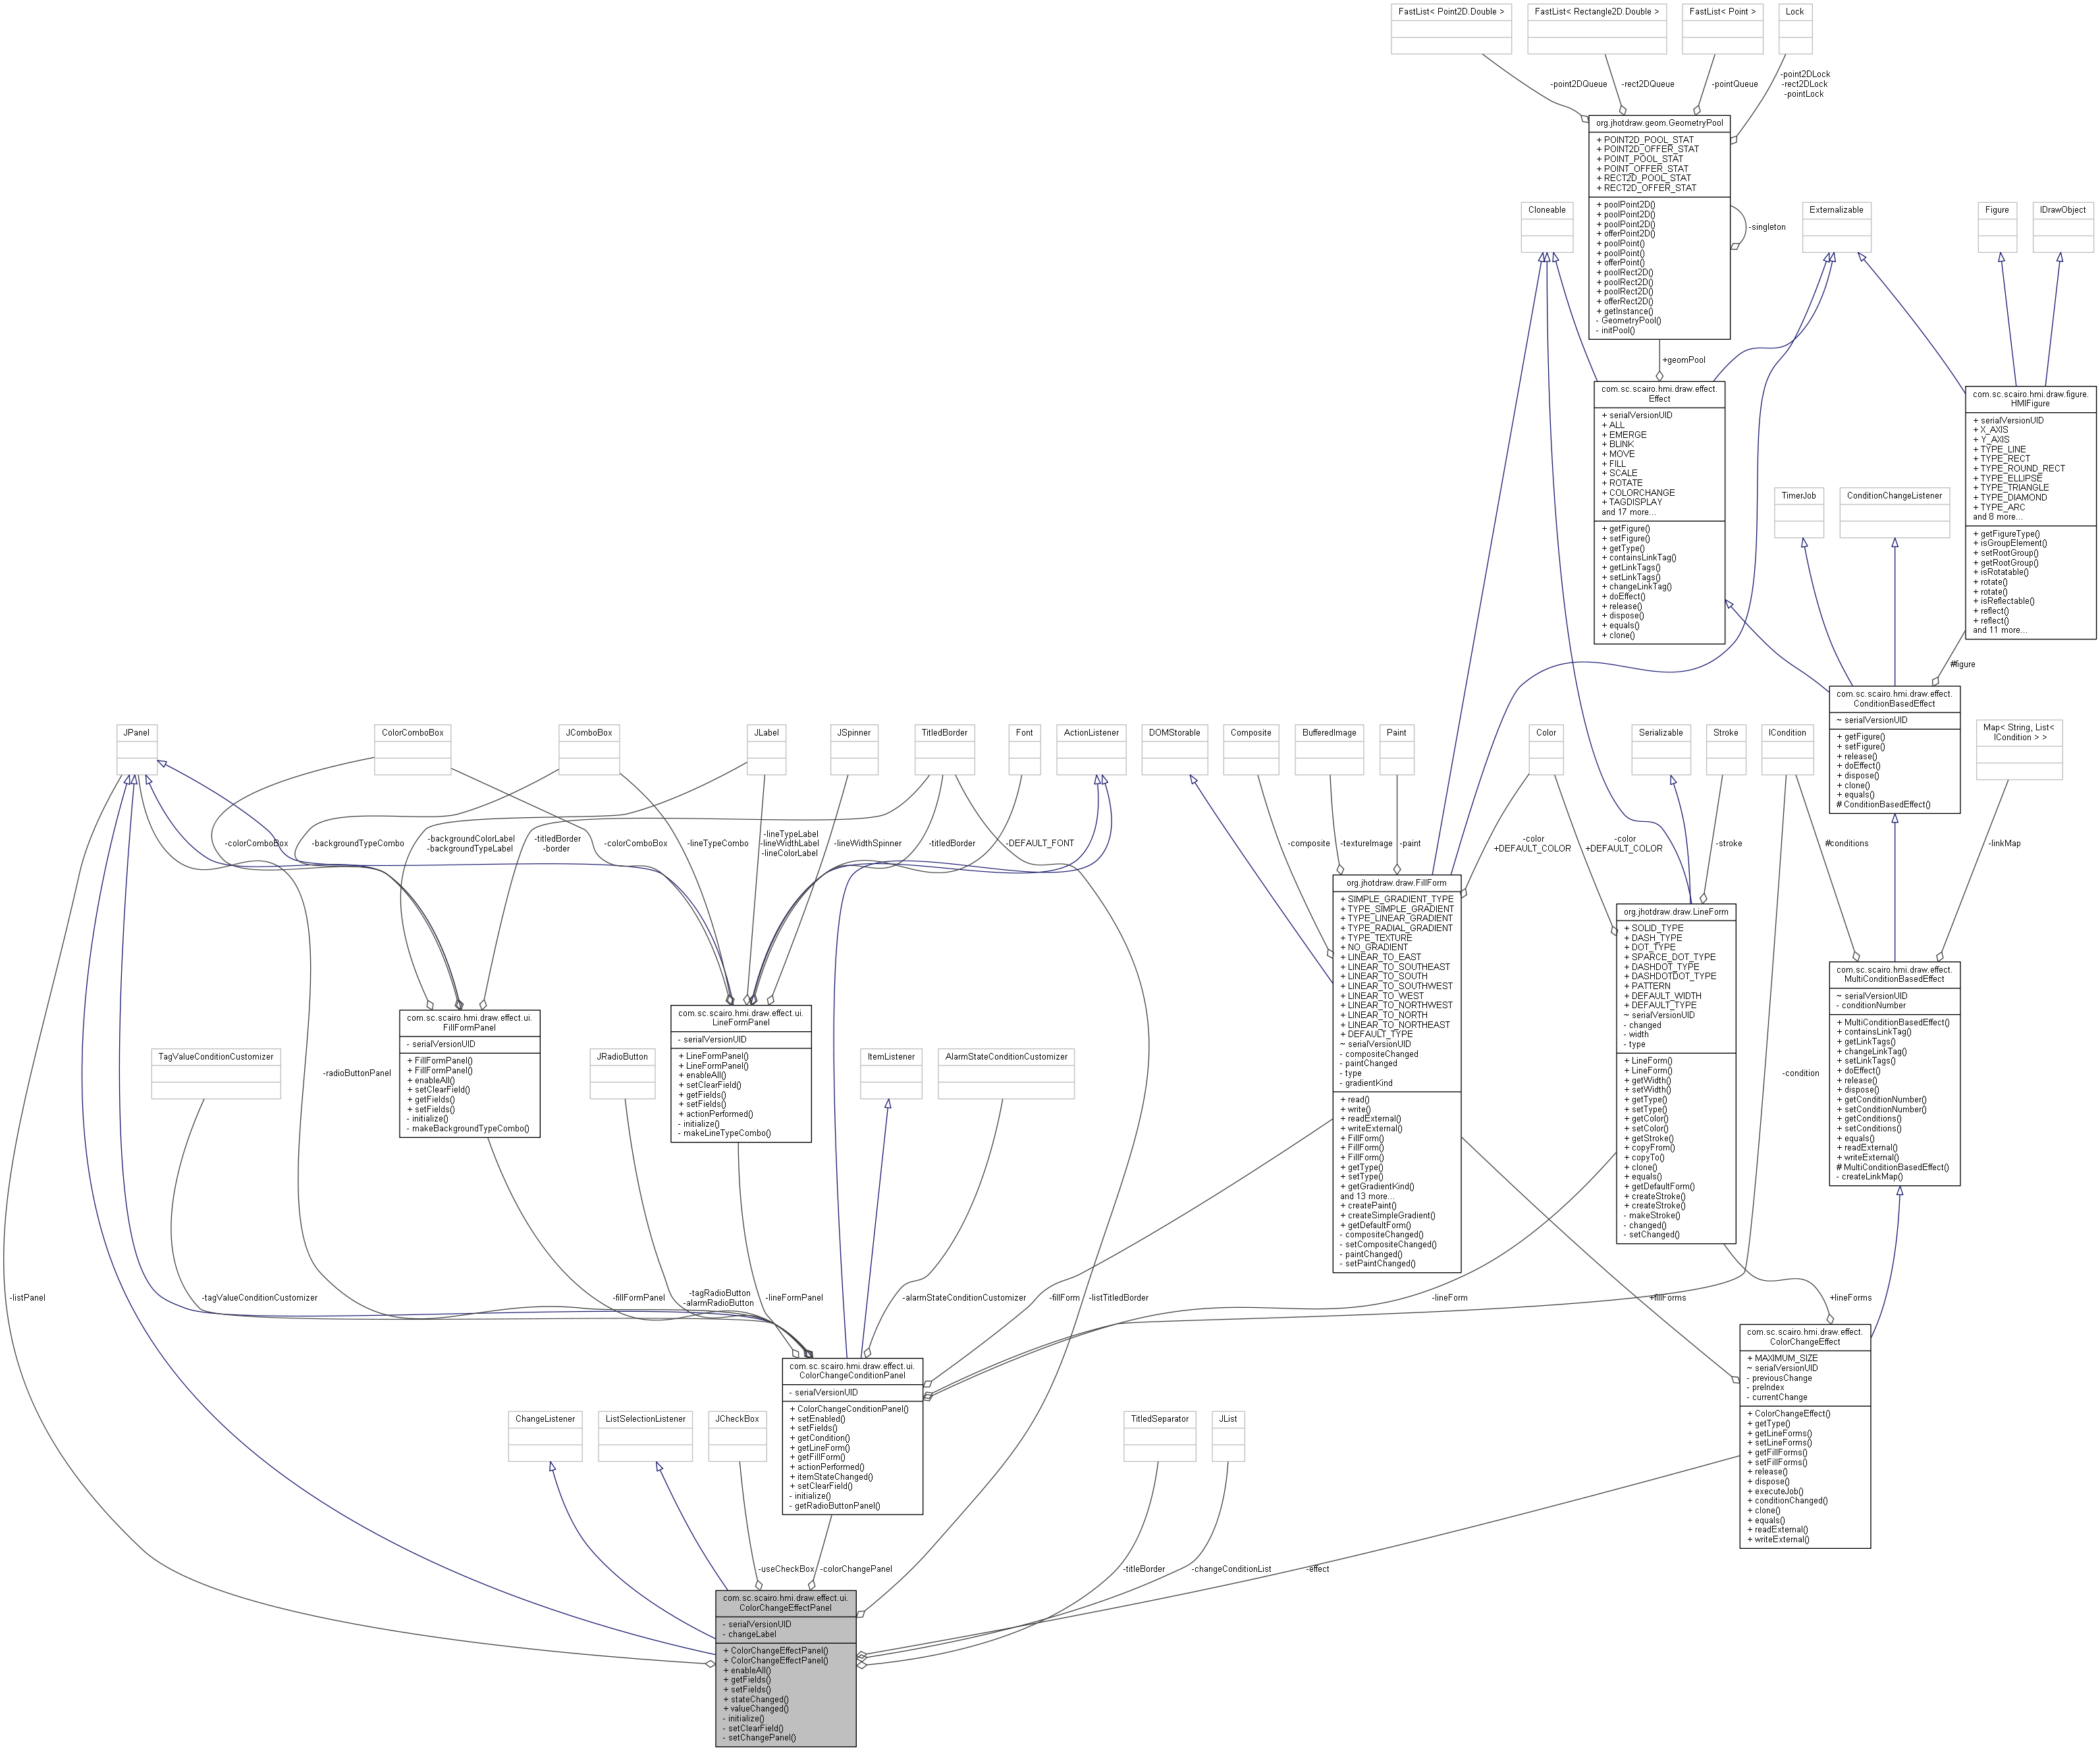 FastList< Point2D.Double >
FastList< Rectangle2D.Double >
FastList< Point >
Lock
-point2DQueue
-rect2DQueue
-pointQueue
-point2DLock
-rect2DLock
-pointLock
org.jhotdraw.geom.GeometryPool
+ POINT2D_POOL_STAT
+ POINT2D_OFFER_STAT
+ POINT_POOL_STAT
+ POINT_OFFER_STAT
+ RECT2D_POOL_STAT
+ RECT2D_OFFER_STAT
+ poolPoint2D()
+ poolPoint2D()
+ poolPoint2D()
+ offerPoint2D()
+ poolPoint()
+ poolPoint()
+ offerPoint()
+ poolRect2D()
+ poolRect2D()
+ poolRect2D()
+ offerRect2D()
+ getInstance()
- GeometryPool()
- initPool()
-singleton
Cloneable
Externalizable
Figure
IDrawObject
+geomPool
com.sc.scairo.hmi.draw.effect.
Effect
+ serialVersionUID
+ ALL
+ EMERGE
+ BLINK
+ MOVE
+ FILL
+ SCALE
+ ROTATE
+ COLORCHANGE
+ TAGDISPLAY
and 17 more...
+ getFigure()
+ setFigure()
+ getType()
+ containsLinkTag()
+ getLinkTags()
+ setLinkTags()
+ changeLinkTag()
+ doEffect()
+ release()
+ dispose()
+ equals()
+ clone()
com.sc.scairo.hmi.draw.figure.
HMIFigure
+ serialVersionUID
+ X_AXIS
+ Y_AXIS
+ TYPE_LINE
+ TYPE_RECT
+ TYPE_ROUND_RECT
+ TYPE_ELLIPSE
+ TYPE_TRIANGLE
+ TYPE_DIAMOND
+ TYPE_ARC
and 8 more...
+ getFigureType()
+ isGroupElement()
+ setRootGroup()
+ getRootGroup()
+ isRotatable()
+ rotate()
+ rotate()
+ isReflectable()
+ reflect()
+ reflect()
and 11 more...
TimerJob
ConditionChangeListener
#figure
com.sc.scairo.hmi.draw.effect.
ConditionBasedEffect
~ serialVersionUID
+ getFigure()
+ setFigure()
+ release()
+ doEffect()
+ dispose()
+ clone()
+ equals()
# ConditionBasedEffect()
JPanel
ColorComboBox
JComboBox
JLabel
JSpinner
TitledBorder
Font
ActionListener
DOMStorable
Composite
BufferedImage
Paint
Color
Serializable
Stroke
ICondition
Map< String, List<
ICondition > >
-colorComboBox
-backgroundTypeCombo
-backgroundColorLabel
-backgroundTypeLabel
-titledBorder
-border
-colorComboBox
-lineTypeCombo
-lineTypeLabel
-lineWidthLabel
-lineColorLabel
-lineWidthSpinner
-titledBorder
-DEFAULT_FONT
-composite
-textureImage
-paint
-color
+DEFAULT_COLOR
-color
+DEFAULT_COLOR
-stroke
#conditions
-linkMap
org.jhotdraw.draw.FillForm
+ SIMPLE_GRADIENT_TYPE
+ TYPE_SIMPLE_GRADIENT
+ TYPE_LINEAR_GRADIENT
+ TYPE_RADIAL_GRADIENT
+ TYPE_TEXTURE
+ NO_GRADIENT
+ LINEAR_TO_EAST
+ LINEAR_TO_SOUTHEAST
+ LINEAR_TO_SOUTH
+ LINEAR_TO_SOUTHWEST
+ LINEAR_TO_WEST
+ LINEAR_TO_NORTHWEST
+ LINEAR_TO_NORTH
+ LINEAR_TO_NORTHEAST
+ DEFAULT_TYPE
~ serialVersionUID
- compositeChanged
- paintChanged
- type
- gradientKind
+ read()
+ write()
+ readExternal()
+ writeExternal()
+ FillForm()
+ FillForm()
+ FillForm()
+ getType()
+ setType()
+ getGradientKind()
and 13 more...
+ createPaint()
+ createSimpleGradient()
+ getDefaultForm()
- compositeChanged()
- setCompositeChanged()
- paintChanged()
- setPaintChanged()
org.jhotdraw.draw.LineForm
+ SOLID_TYPE
+ DASH_TYPE
+ DOT_TYPE
+ SPARCE_DOT_TYPE
+ DASHDOT_TYPE
+ DASHDOTDOT_TYPE
+ PATTERN
+ DEFAULT_WIDTH
+ DEFAULT_TYPE
~ serialVersionUID
- changed
- width
- type
+ LineForm()
+ LineForm()
+ getWidth()
+ setWidth()
+ getType()
+ setType()
+ getColor()
+ setColor()
+ getStroke()
+ copyFrom()
+ copyTo()
+ clone()
+ equals()
+ getDefaultForm()
+ createStroke()
+ createStroke()
- makeStroke()
- changed()
- setChanged()
com.sc.scairo.hmi.draw.effect.
MultiConditionBasedEffect
~ serialVersionUID
- conditionNumber
+ MultiConditionBasedEffect()
+ containsLinkTag()
+ getLinkTags()
+ changeLinkTag()
+ setLinkTags()
+ doEffect()
+ release()
+ dispose()
+ getConditionNumber()
+ setConditionNumber()
+ getConditions()
+ setConditions()
+ equals()
+ readExternal()
+ writeExternal()
# MultiConditionBasedEffect()
- createLinkMap()
com.sc.scairo.hmi.draw.effect.ui.
FillFormPanel
- serialVersionUID
+ FillFormPanel()
+ FillFormPanel()
+ enableAll()
+ setClearField()
+ getFields()
+ setFields()
- initialize()
- makeBackgroundTypeCombo()
com.sc.scairo.hmi.draw.effect.ui.
LineFormPanel
- serialVersionUID
+ LineFormPanel()
+ LineFormPanel()
+ enableAll()
+ setClearField()
+ getFields()
+ setFields()
+ actionPerformed()
- initialize()
- makeLineTypeCombo()
TagValueConditionCustomizer
-radioButtonPanel
JRadioButton
ItemListener
AlarmStateConditionCustomizer
-condition
-listPanel
-tagValueConditionCustomizer
-fillFormPanel
-tagRadioButton
-alarmRadioButton
-lineFormPanel
-alarmStateConditionCustomizer
-fillForm
-listTitledBorder
-lineForm
+fillForms
+lineForms
com.sc.scairo.hmi.draw.effect.ui.
ColorChangeConditionPanel
- serialVersionUID
+ ColorChangeConditionPanel()
+ setEnabled()
+ setFields()
+ getCondition()
+ getLineForm()
+ getFillForm()
+ actionPerformed()
+ itemStateChanged()
+ setClearField()
- initialize()
- getRadioButtonPanel()
com.sc.scairo.hmi.draw.effect.
ColorChangeEffect
+ MAXIMUM_SIZE
~ serialVersionUID
- previousChange
- preIndex
- currentChange
+ ColorChangeEffect()
+ getType()
+ getLineForms()
+ setLineForms()
+ getFillForms()
+ setFillForms()
+ release()
+ dispose()
+ executeJob()
+ conditionChanged()
+ clone()
+ equals()
+ readExternal()
+ writeExternal()
ChangeListener
ListSelectionListener
JCheckBox
TitledSeparator
JList
-useCheckBox
-colorChangePanel
-titleBorder
-changeConditionList
-effect
com.sc.scairo.hmi.draw.effect.ui.
ColorChangeEffectPanel
- serialVersionUID
- changeLabel
+ ColorChangeEffectPanel()
+ ColorChangeEffectPanel()
+ enableAll()
+ getFields()
+ setFields()
+ stateChanged()
+ valueChanged()
- initialize()
- setClearField()
- setChangePanel()